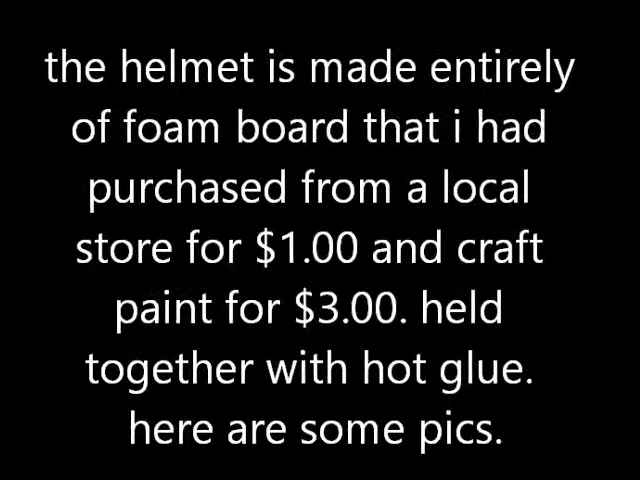 the helmet is made entirely
of foam board that i had
purchased from a local
store for $1.00 and craft
paint for $3.00. held
together with hot glue.
here are some pics.